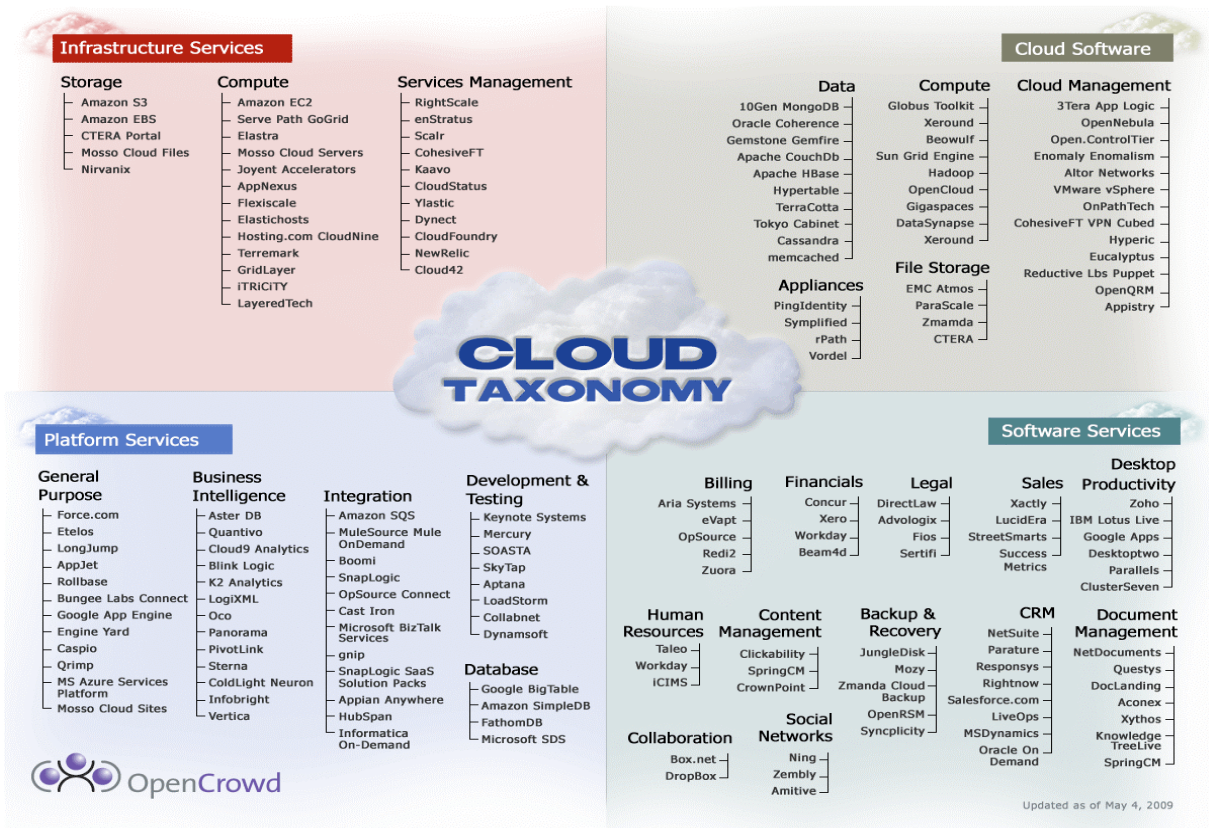 Infrastructure Services
Storage
Amazon S3
Amazon EBS
CTERA Portal
Mosso Cloud Files
Nirvanix
Compute
Amazon EC2
Serve Path GoGrid
Elastra
Mosso Cloud Servers
Joyent Accelerators
AppNexus
Flexiscale
Elastichosts
Hosting.com CloudNine
Terremark
GridLayer
iTRiCiTY
LayeredTech
Services Management
RightScale
enStratus
Scalr
CohesiveFT
Kaavo
CloudStatus
Ylastic
Dynect
CloudFoundry
NewRelic
Cloud42
Cloud Software
Data
10Gen MongoDB
Oracle Coherence
Gemstone Gemfire
Apache CouchDb
Apache HBase
Hypertable
TerraCotta
Tokyo Cabinet
Cassandra
memcached
Appliances
PingIdentity
Symplified
rPath
Vordel
Compute
Globus Toolkit
Xeround
Beowulf
Sun Grid Engine
Hadoop
OpenCloud
Gigaspaces
DataSynapse
Xeround
File Storage
EMC Atmos
ParaScale
Zmamda
CTERA
Cloud Management
3Tera App Logic
OpenNebula
Open.ControlTier
Enomaly Enomalism
Altor Networks
VMware vSphere
OnPathTech
CohesiveFT VPN Cubed
Hyperic
Eucalyptus
Reductive Lbs Puppet
OpenQRM
Appistry
CLOUD
TAXONOMY
Platform Services
General
Purpose
Force.com
Etelos
LongJump
AppJet
Rollbase
Bungee Labs Connect
Google App Engine
Engine Yard
Caspio
Qrimp
MS Azure Services
Platform
Mosso Cloud Sites
Business
Intelligence
Aster DB
Quantivo
Cloud9 Analytics
Blink Logic
K2 Analytics
LogiXML
Oco
Panorama
PivotLink
Sterna
ColdLight Neuron
Infobright
Vertica
Integration
Amazon SQS
MuleSource Mule
OnDemand
Boomi
SnapLogic
OpSource Connect
Cast Iron
Microsoft BizTalk
Services
gnip
SnapLogic SaaS
Solution Packs
Appian Anywhere
HubSpan
Informatica
On-Demand
Development &
Testing
Keynote Systems
Mercury
SOASTA
SkyTap
Aptana
LoadStorm
Collabnet
Dynamsoft
Database
Google BigTable
Amazon SimpleDB
FathomDB
Microsoft SDS
OpenCrowd
Software Services
Billing
Aria Systems
eVapt
OpSource
Redi2
Zuora
Financials
Concur
Xero
Workday
Beam4d
Legal
DirectLaw
Advologix
Fios
Sertifi
Sales
Xactly
LucidEra
StreetSmarts
Success
Metrics
Desktop
Productivity
Zoho
IBM Lotus Live
Google Apps
Desktoptwo
Parallels
ClusterSeven
Human
Resources
Taleo
Workday
iCIMS
Content
Management
Clickability
SpringCM
CrownPoint
Backup &
Recovery
JungleDisk
Mozy
Zmanda Cloud
Backup
OpenRSM
Syncplicity
CRM
NetSuite
Parature
Responsys
Rightnow
Salesforce.com
LiveOps
MSDynamics
Oracle On
Demand
Document
Management
NetDocuments
Questys
DocLanding
Aconex
Xythos
Knowledge
TreeLive
SpringCM
Collaboration
Box.net
DropBox
Social
Networks
Ning
Zembly
Amitive
Updated as of May 4, 2009